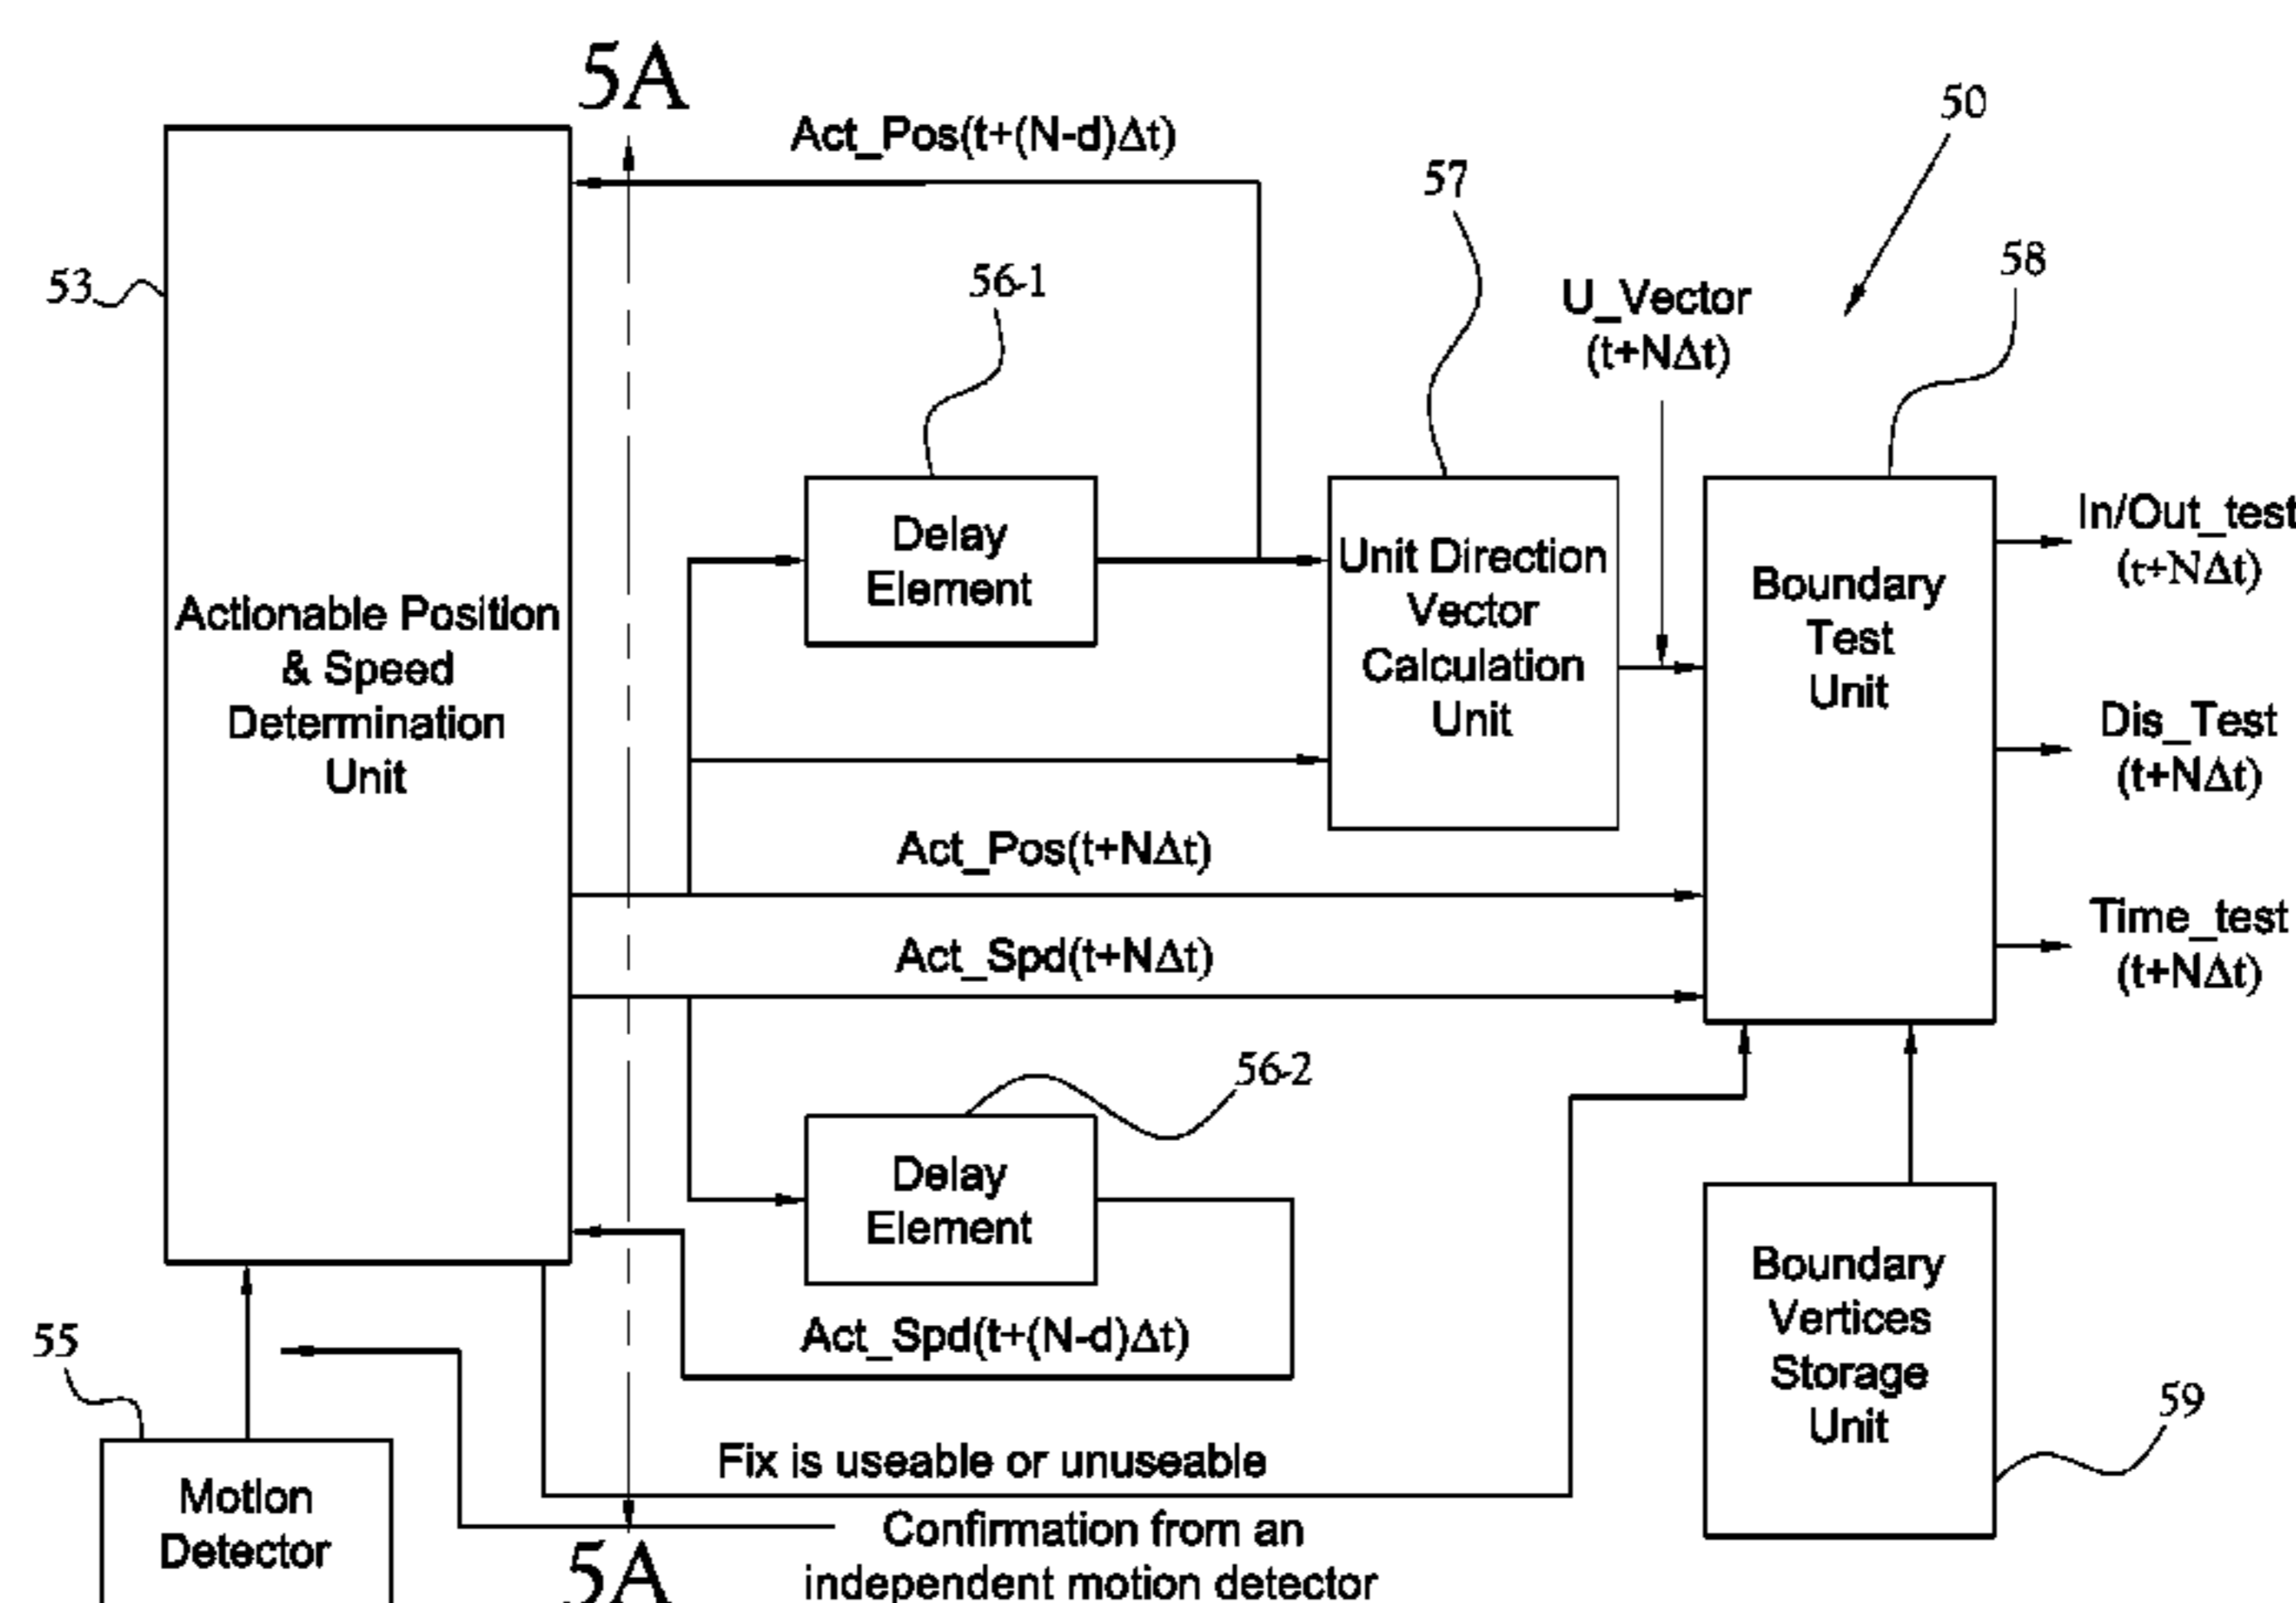 5A
50
Act_Pos(t+(N-d)Δt)
57
53
56-1
58
U_Vector
(t+NΔt)
Delay
Element
Unit Direction
Vector
Calculation
Unit
Boundary
Test
Unit
In/Out_test
(t+NΔt)
Actionable Position
& Speed
Determination
Unit
Dis_Test
(t+NΔt)
Act_Pos(t+NΔt)
Time_test
(t+NΔt)
Act_Spd(t+NΔt)
56-2
Delay
Element
Boundary
Vertices
Storage
Unit
Act_Spd(t+(N-d)Δt)
55
59
Fix is useable or unuseable
Motion
Detector
Confirmation from an
independent motion detector
5A